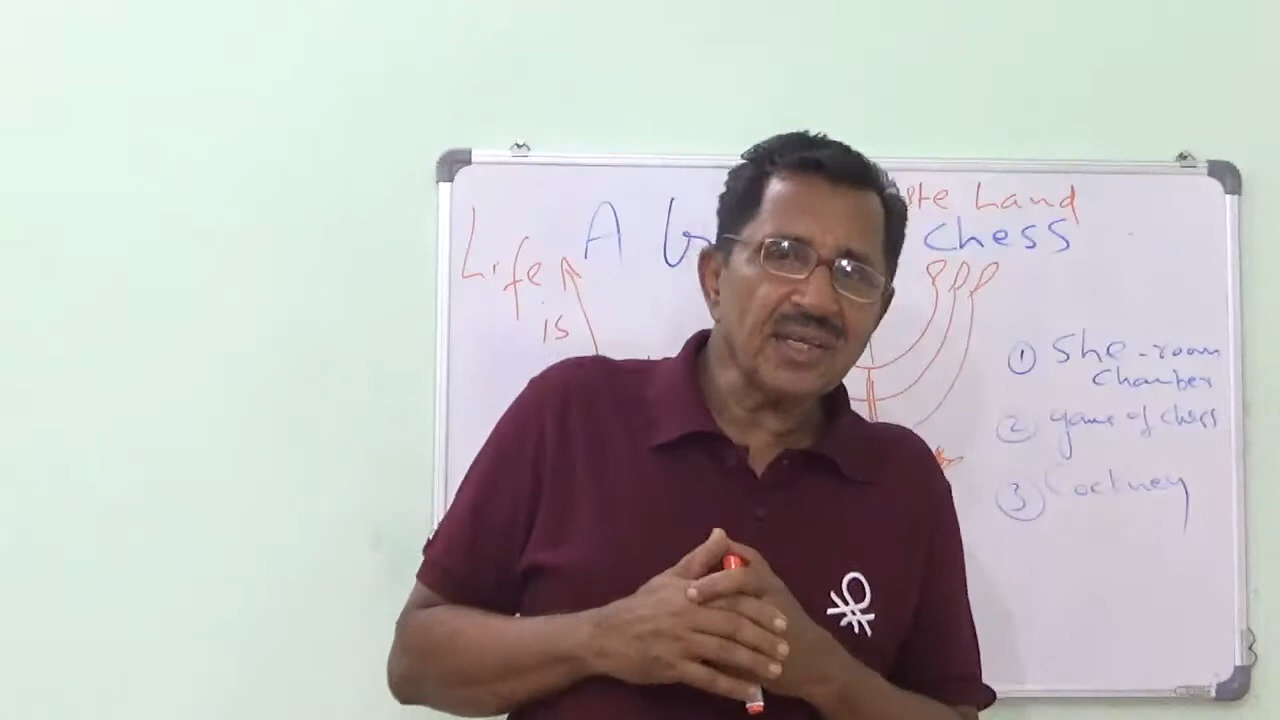 Land
A Chess
Life
is
① She-room
Chamber
② game of chess
③ Cockney